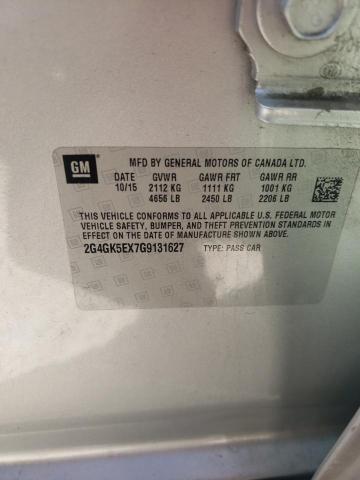 GM
MFD BY GENERAL MOTORS OF CANADA LTD.
DATE GVWR GAWR FRT GAWR RR
10/15 2112 KG 1111 KG 1001 KG
4656 LB 2450 LB 2206 LB
THIS VEHICLE CONFORMS TO ALL APPLICABLE U.S. FEDERAL MOTOR
VEHICLE SAFETY, BUMPER, AND THEFT PREVENTION STANDARDS
IN EFFECT ON THE DATE OF MANUFACTURE SHOWN ABOVE.
2G4GK5EX7G9131627 TYPE: PASS CAR